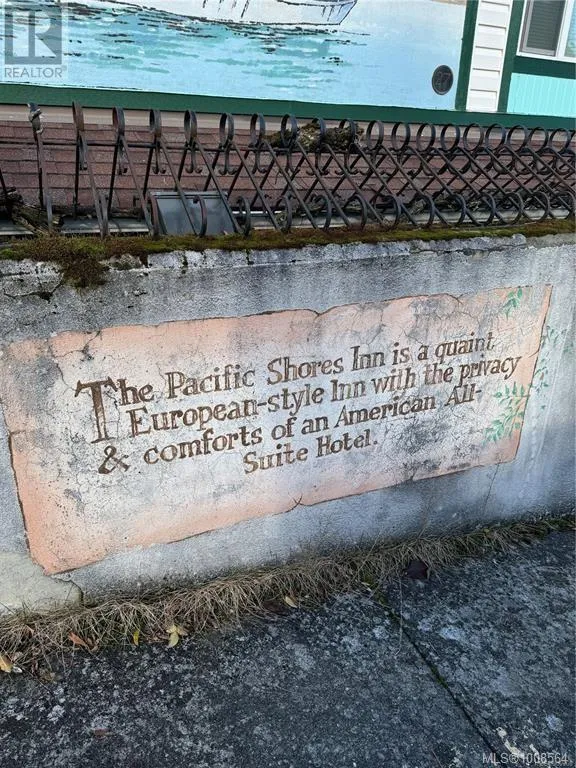 REALTOR
27
The Pacific Shores Inn is a quaint
European-style Inn with the privacy
& comforts of an American All-
Suite Hotel.
MLS®1008564